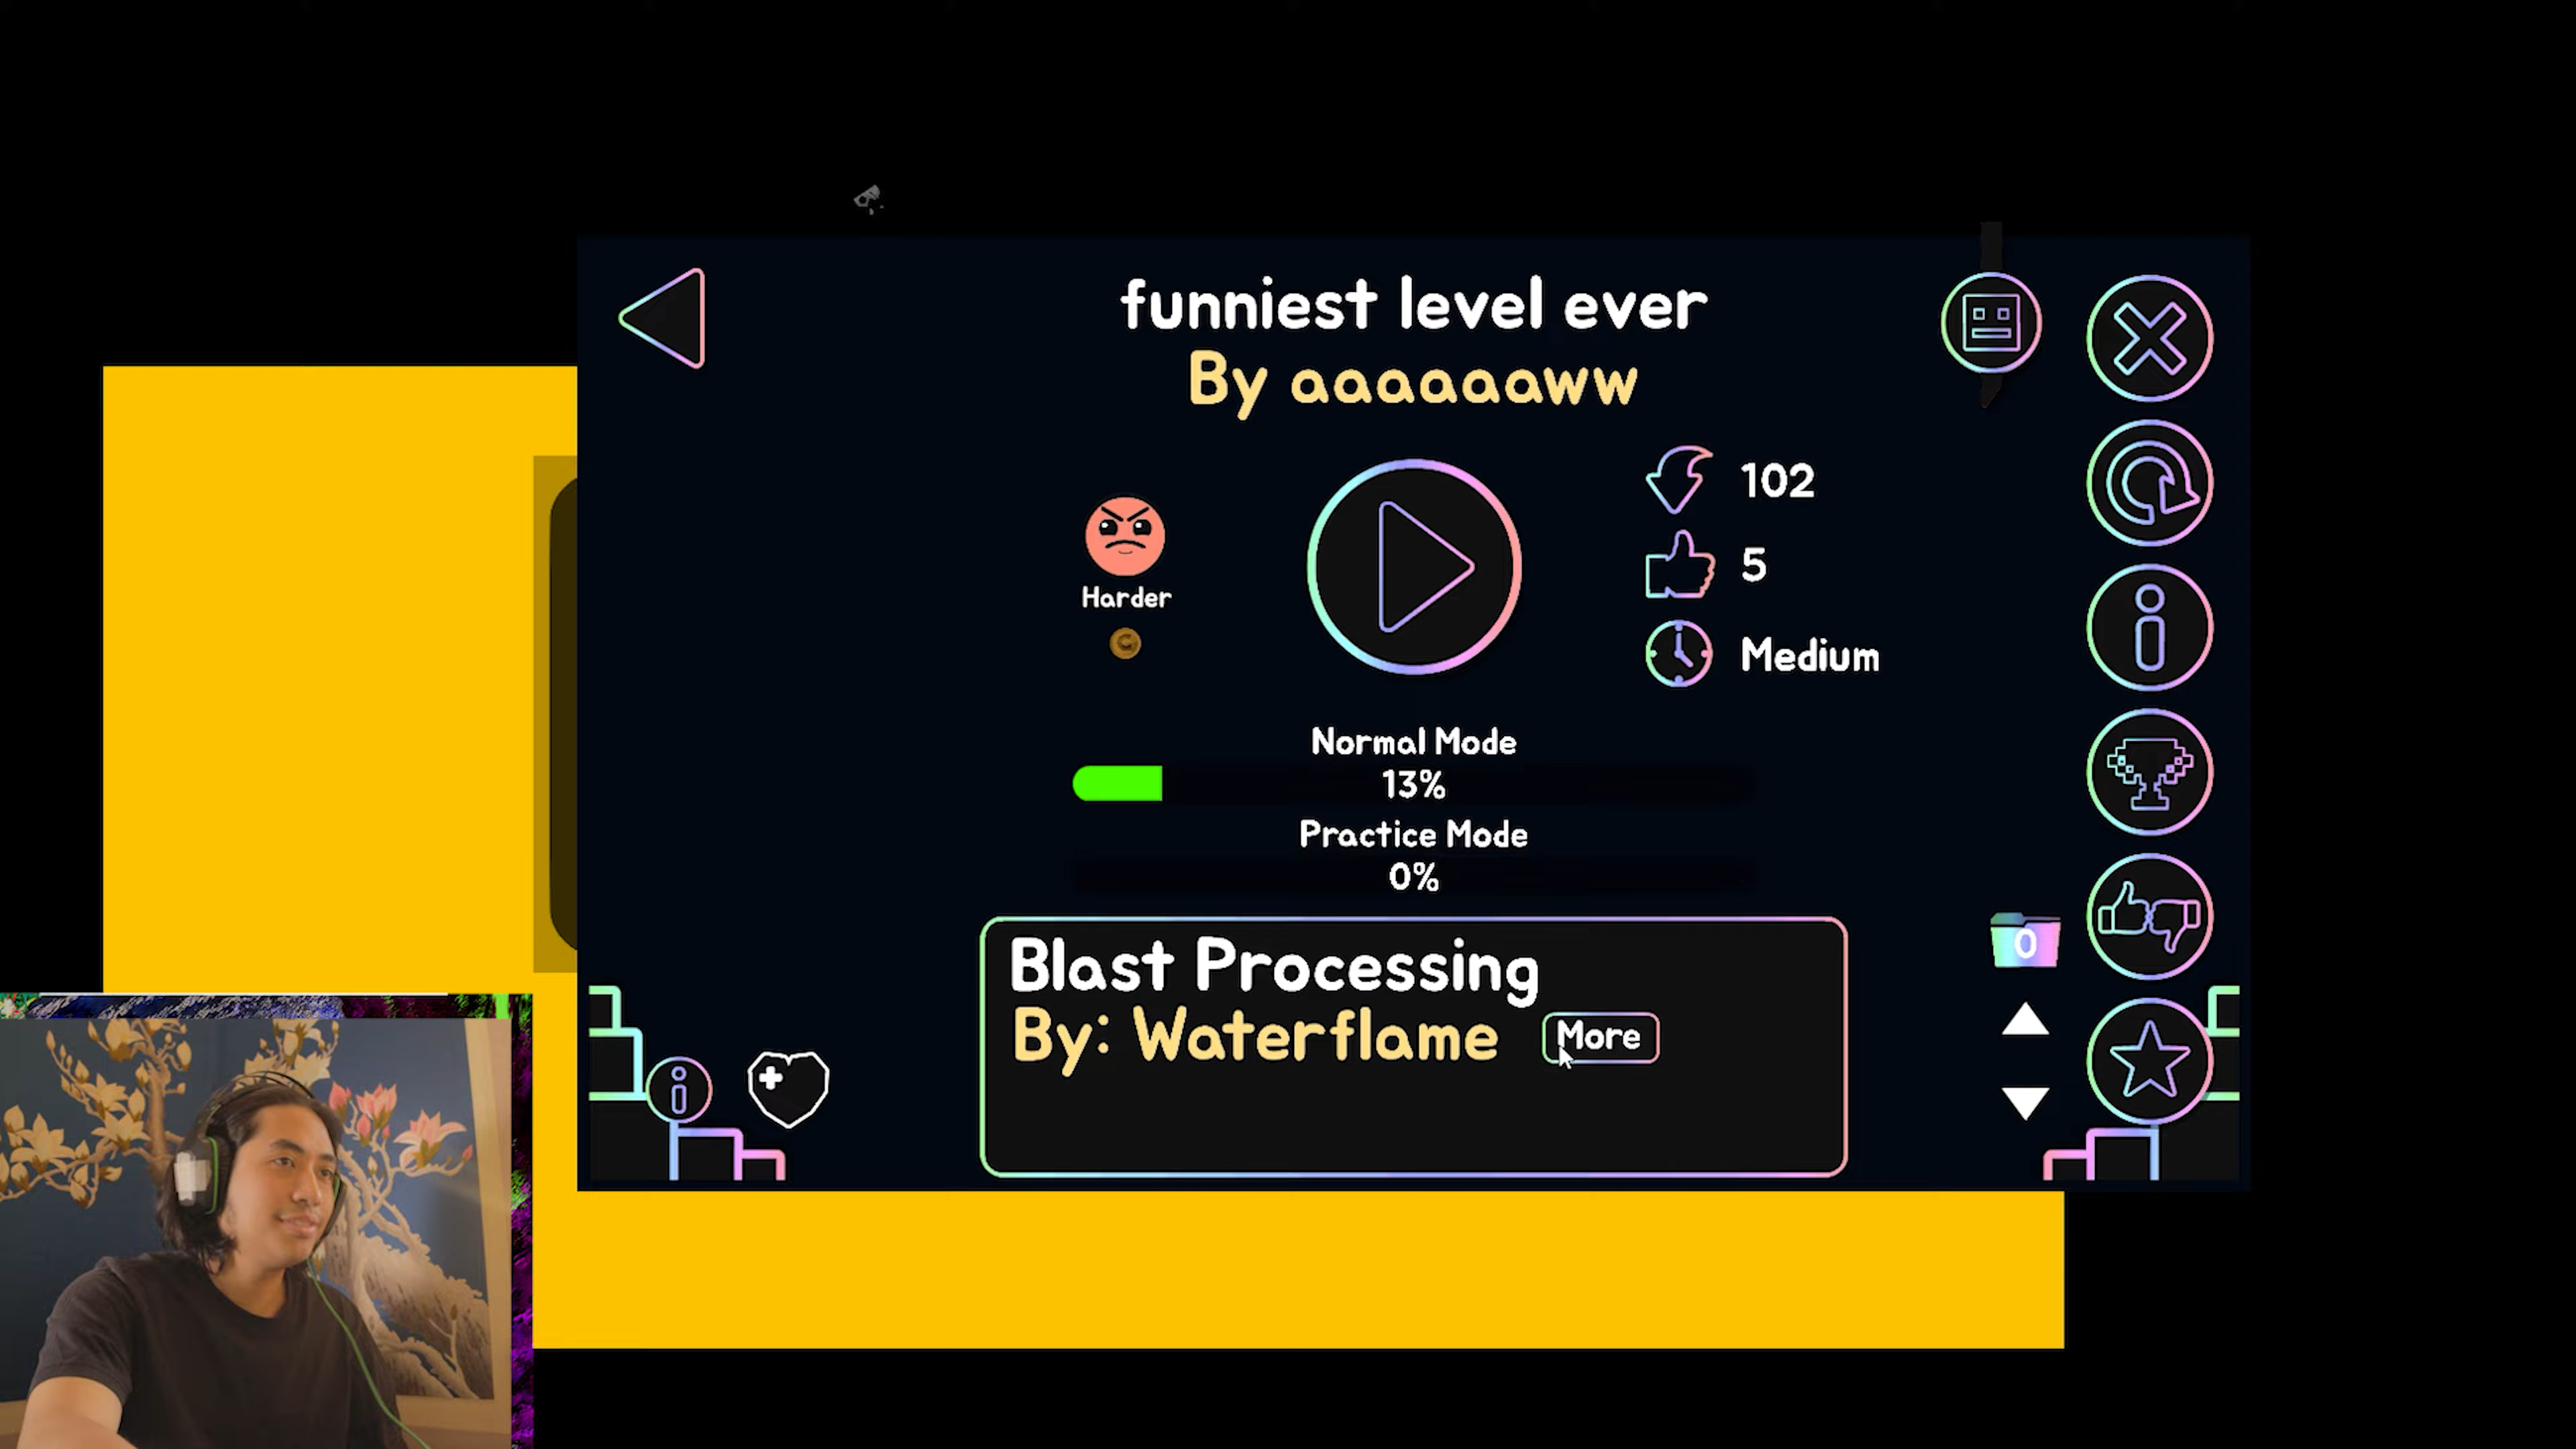 funniest level ever
By aaaaaaww
102
5
Harder
Medium
Normal Mode
13%
Practice Mode
0%
0
Blast Processing
By: Waterflame
More